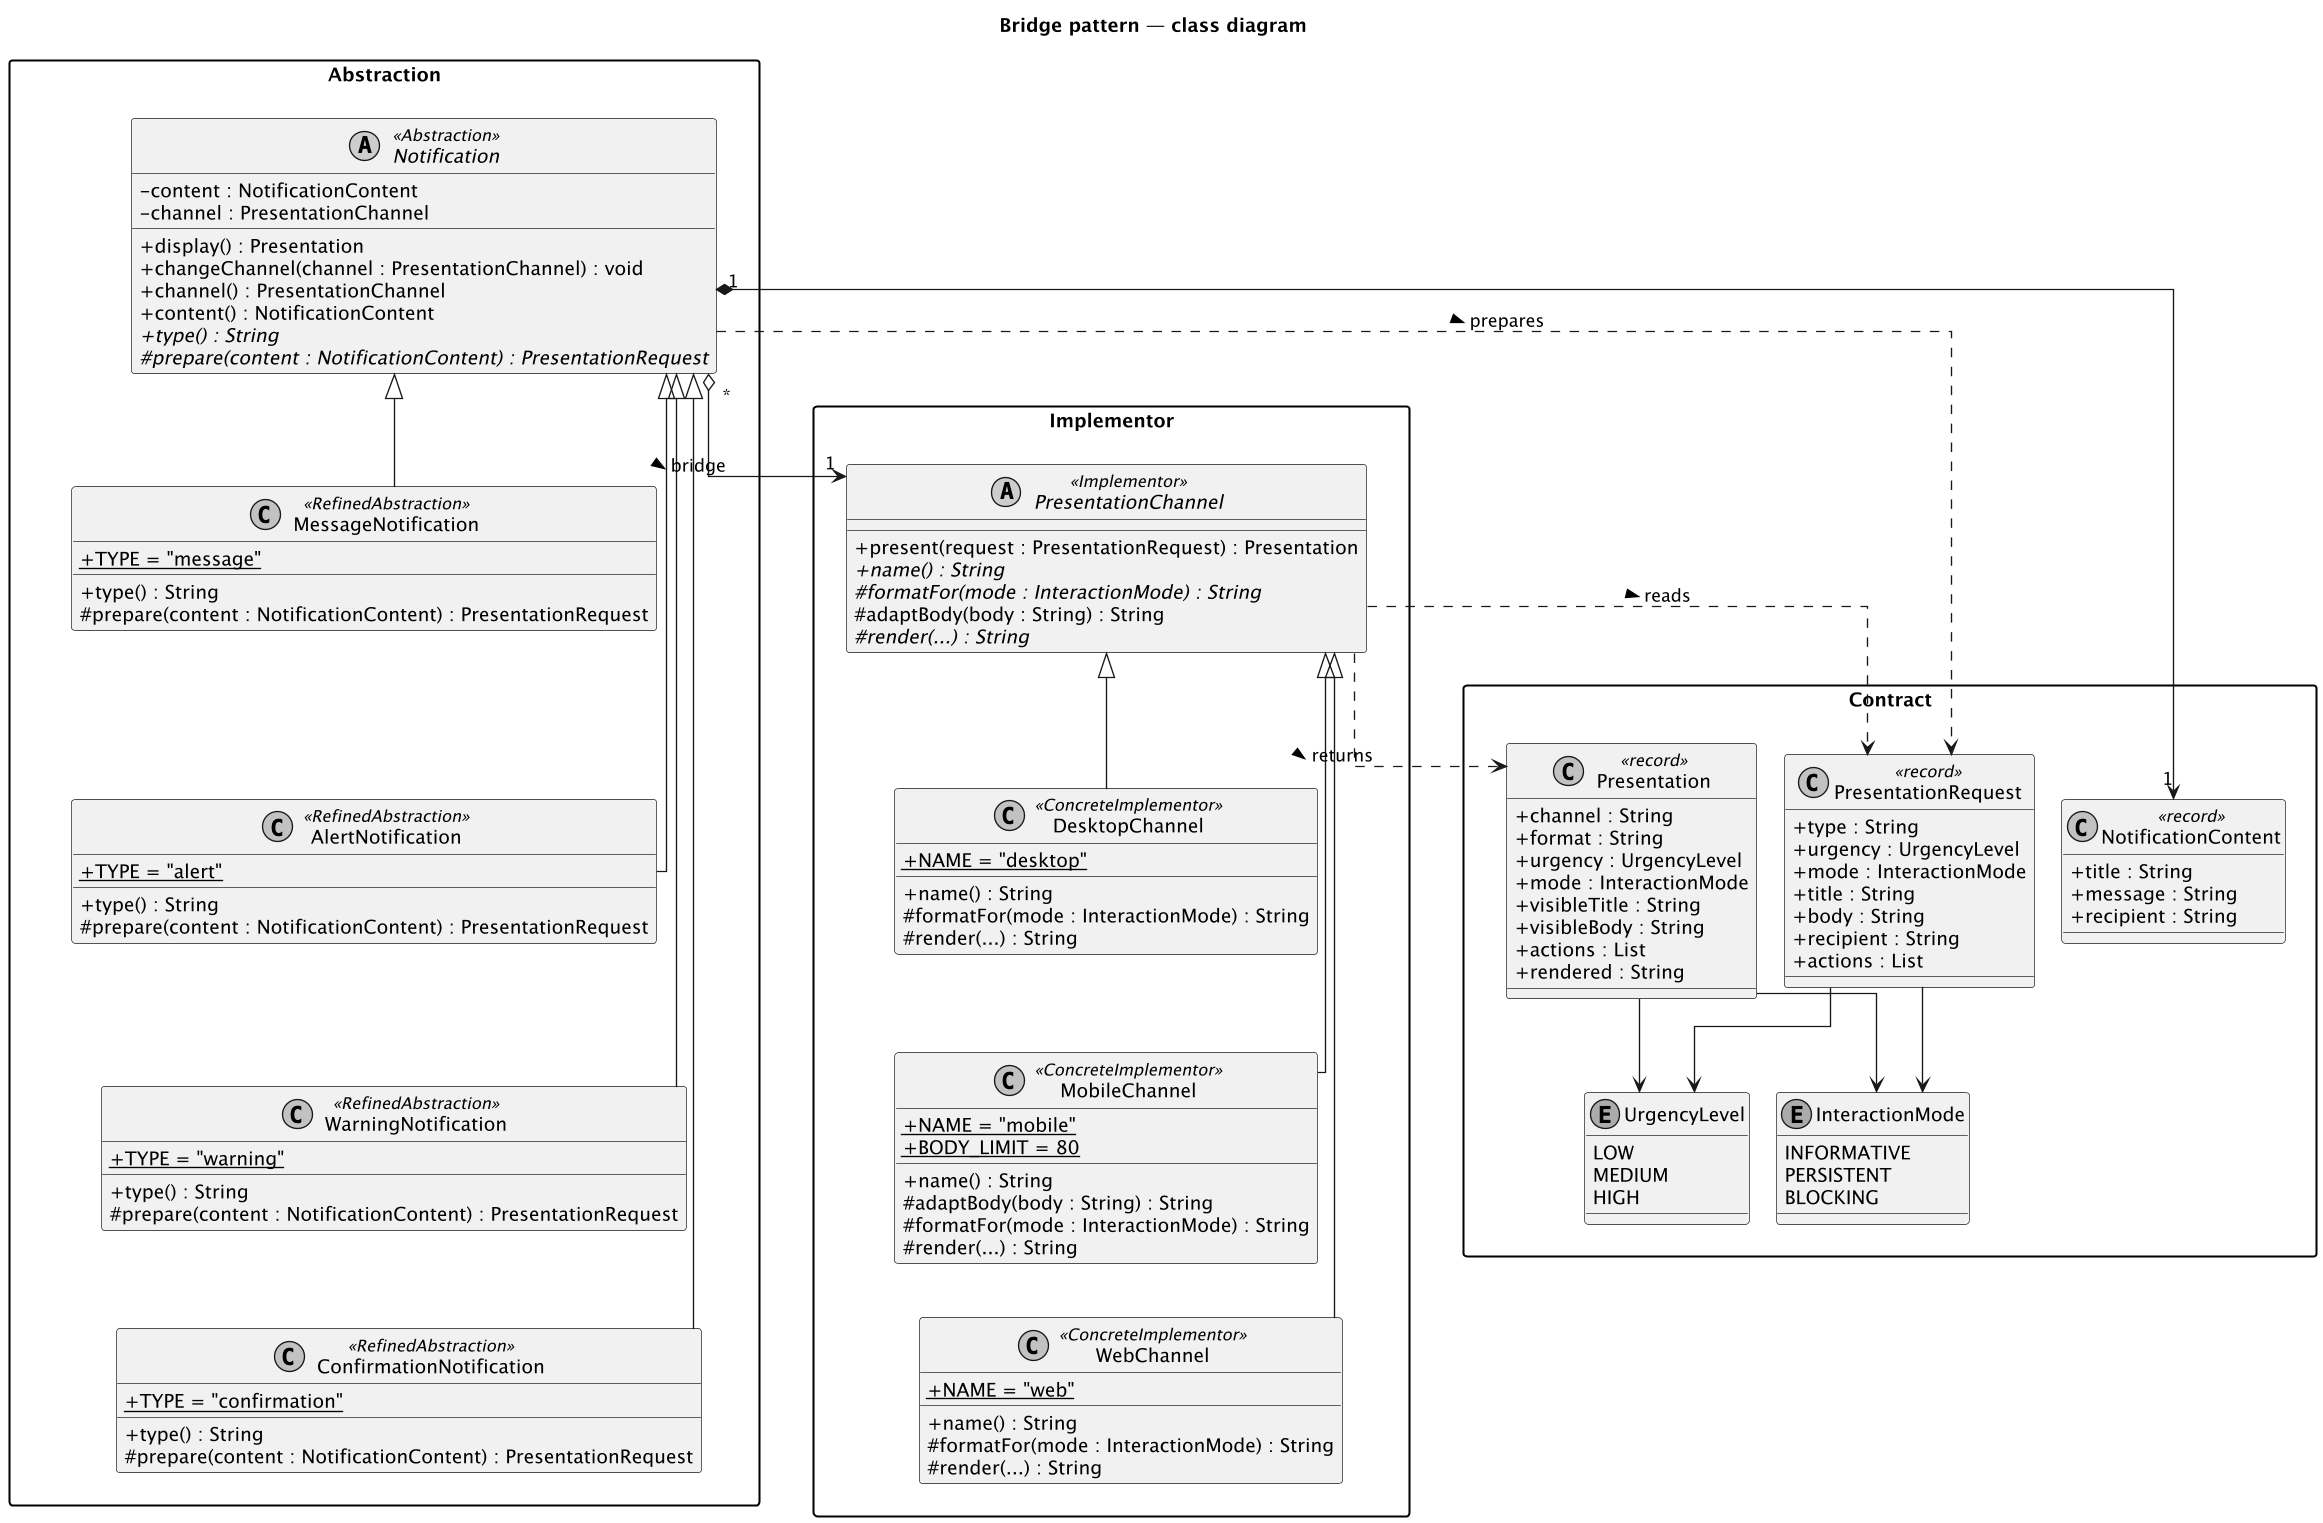 Bridge pattern — class diagram
Abstraction
A
«Abstraction»
Notification
-content : NotificationContent
-channel : PresentationChannel
+display() : Presentation
+changeChannel(channel : PresentationChannel) : void
+channel() : PresentationChannel
+content() : NotificationContent
+type() : String
#prepare(content : NotificationContent) : PresentationRequest
1
prepares
*
bridge
1
C
«RefinedAbstraction»
MessageNotification
+TYPE = "message"
+type() : String
#prepare(content : NotificationContent) : PresentationRequest
C
«RefinedAbstraction»
AlertNotification
+TYPE = "alert"
+type() : String
#prepare(content : NotificationContent) : PresentationRequest
C
«RefinedAbstraction»
WarningNotification
+TYPE = "warning"
+type() : String
#prepare(content : NotificationContent) : PresentationRequest
C
«RefinedAbstraction»
ConfirmationNotification
+TYPE = "confirmation"
+type() : String
#prepare(content : NotificationContent) : PresentationRequest
Implementor
A
«Implementor»
PresentationChannel
+present(request : PresentationRequest) : Presentation
+name() : String
#formatFor(mode : InteractionMode) : String
#adaptBody(body : String) : String
#render(...) : String
reads
returns
C
«ConcreteImplementor»
DesktopChannel
+NAME = "desktop"
+name() : String
#formatFor(mode : InteractionMode) : String
#render(...) : String
C
«ConcreteImplementor»
MobileChannel
+NAME = "mobile"
+BODY_LIMIT = 80
+name() : String
#adaptBody(body : String) : String
#formatFor(mode : InteractionMode) : String
#render(...) : String
C
«ConcreteImplementor»
WebChannel
+NAME = "web"
+name() : String
#formatFor(mode : InteractionMode) : String
#render(...) : String
Contract
C
«record»
Presentation
+channel : String
+format : String
+urgency : UrgencyLevel
+mode : InteractionMode
+visibleTitle : String
+visibleBody : String
+actions : List
+rendered : String
C
«record»
PresentationRequest
+type : String
+urgency : UrgencyLevel
+mode : InteractionMode
+title : String
+body : String
+recipient : String
+actions : List
1
C
«record»
NotificationContent
+title : String
+message : String
+recipient : String
E
UrgencyLevel
LOW
MEDIUM
HIGH
E
InteractionMode
INFORMATIVE
PERSISTENT
BLOCKING